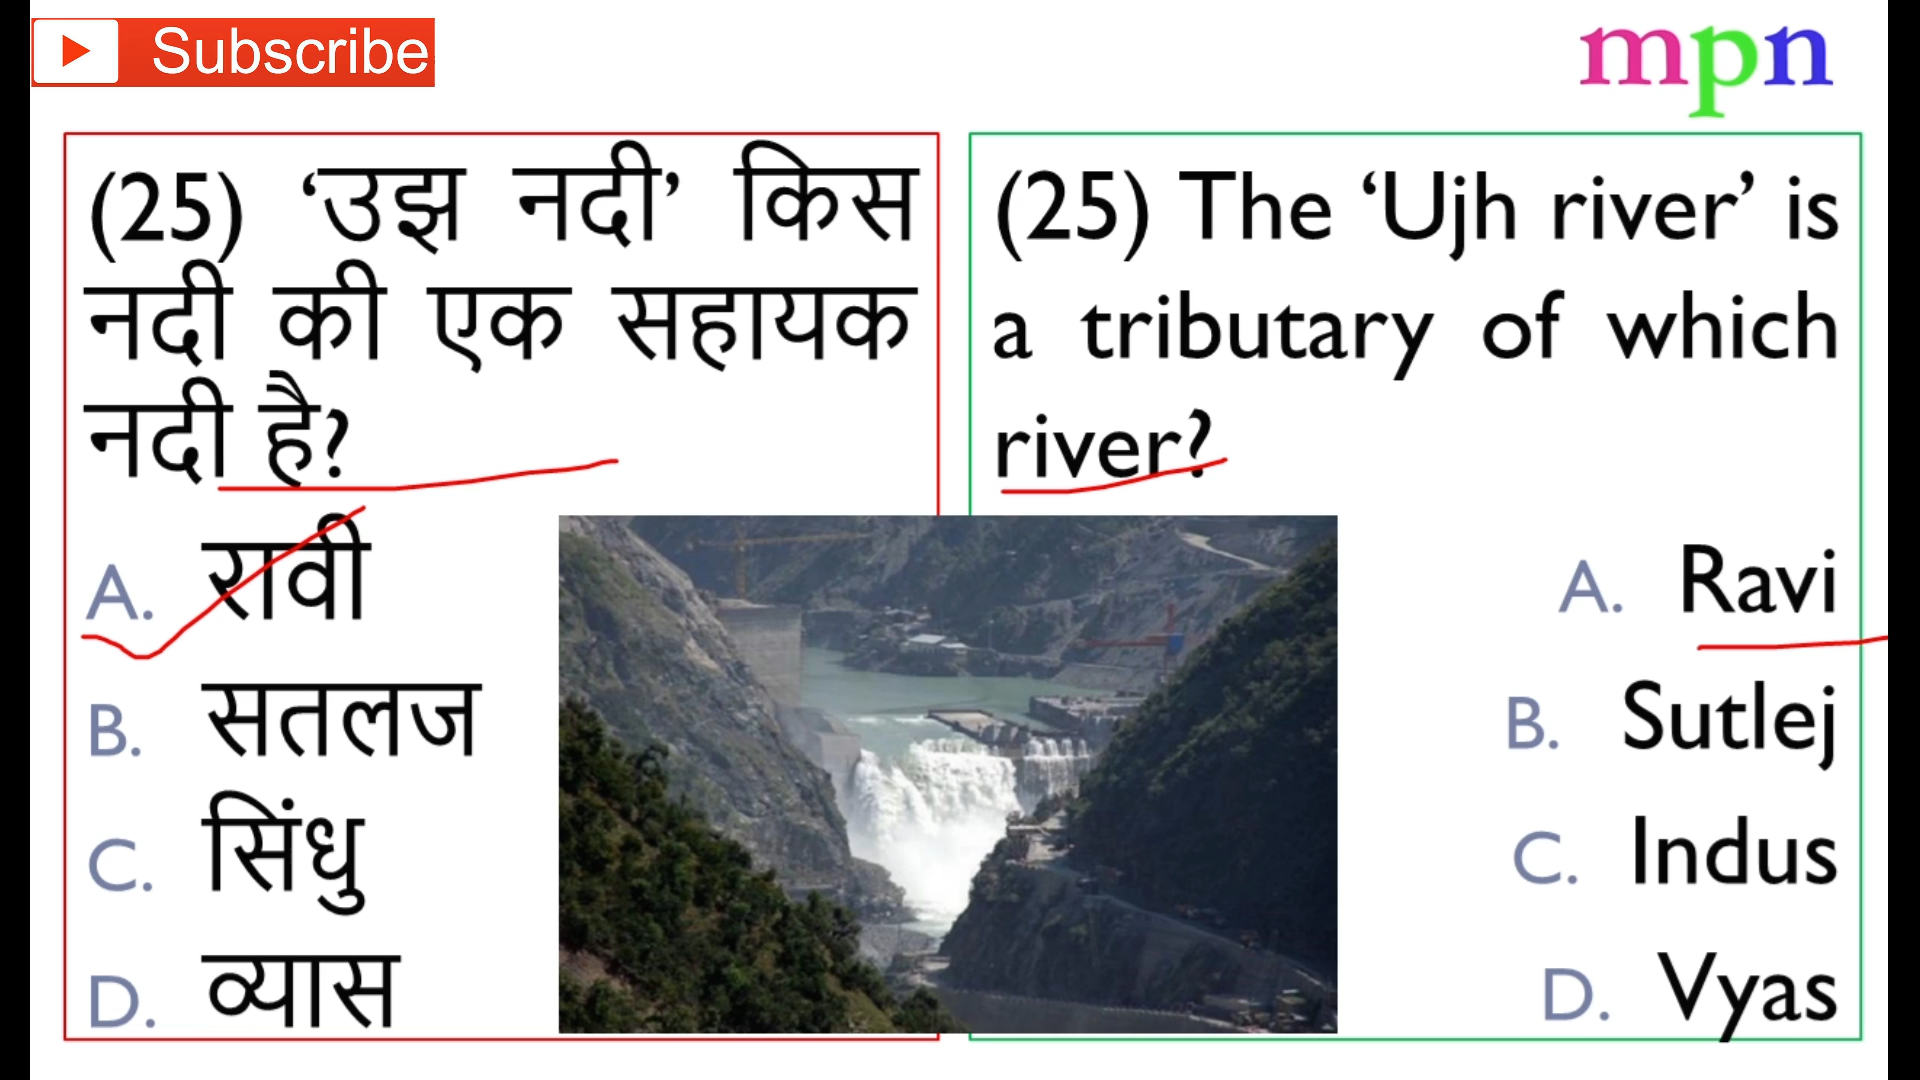 Subscribe
mpn
(25) ‘उझ नदी’ किस
नदी की एक सहायक
नदी है?
A. रावी
B. सतलज
C. सिंधु
D. व्यास
(25) The ‘Ujh river’ is
a tributary of which
river?
A. Ravi
B. Sutlej
C. Indus
D. Vyas